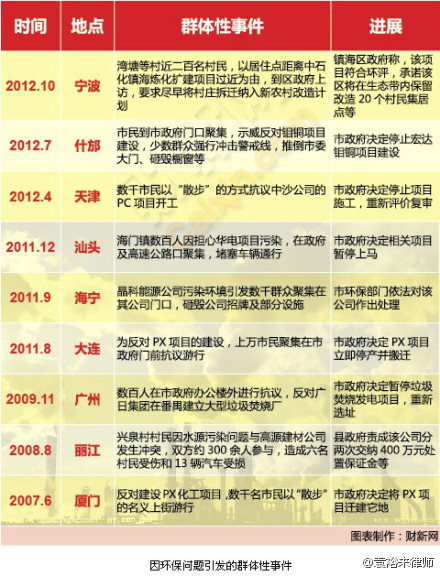 时间 地点 群体性事件 进展
2012.10 宁波 湾塘等村近二百名村民，以居住点距离中石
化镇海炼化扩建项目过近为由，到区政府上
访，要求尽早将村庄拆迁纳入新农村改造计
划
镇海区政府称，该项
目符合环评，承诺该
区将在生态带内保留
改造 20 个村民集居
点等
2012.7 什邡 市民到市政府门口聚集，示威反对钼铜项目
建设，少数群众强行冲击警戒线，推倒市委
大门、砸毁橱窗等
市政府决定停止宏达
钼铜项目建设
2012.4 天津 数千市民以“散步”的方式抗议中沙公司的
PC 项目开工
市政府决定停止项目
施工，重新评价复审
2011.12 汕头 海门镇数百人因担心华电项目污染，在政府
及高速公路口聚集，堵塞车辆通行
市政府决定相关项目
暂停上马
2011.9 海宁 晶科能源公司污染环境引发数千群众聚集在
其公司门口，砸毁公司招牌及部分设施
市环保部门依法对该
公司作出处理
2011.8 大连 为反对 PX 项目的建设，上万市民聚集在市
政府门前抗议游行
市政府决定 PX 项目
立即停产并搬迁
2009.11 广州 数百人在市政府办公楼外进行抗议，反对广
日集团在番禺建立大型垃圾焚烧厂
市政府决定暂停垃圾
焚烧发电项目，重新
选址
2008.8 丽江 兴泉村村民因水源污染问题与高源建材公司
发生冲突，双方约 300 余人参与，造成六名
村民受伤和 13 辆汽车受损
县政府责成该公司分
两次交纳 400 万元处
置保证金等
2007.6 厦门 反对建设 PX 化工项目,数千名市民以“散步”
的名义上街游行
市政府决定将 PX 项
目迁建它地
图表制作：财新网
因环保问题引发的群体性事件
@袁裕来律师